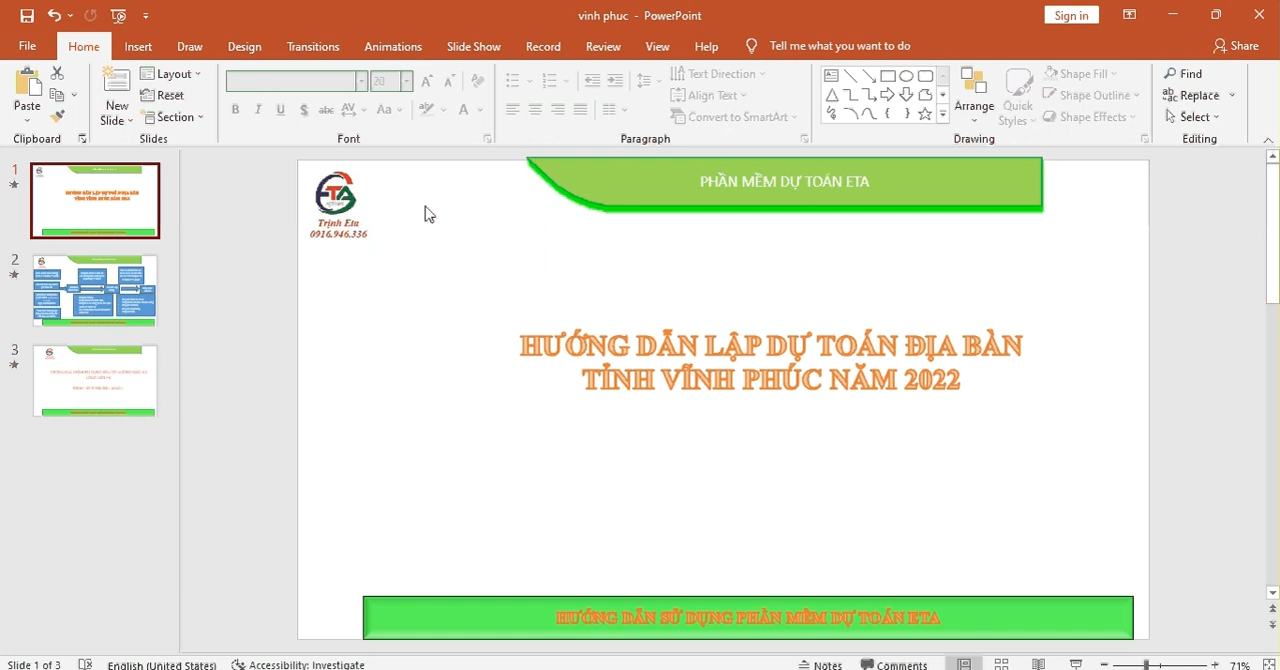 vinh phuc - PowerPoint
Sign in
File Home Insert Draw Design Transitions Animations Slide Show Record Review View Help Tell me what you want to do Share
Paste
Clipboard
New Slide
Layout
Reset
Section
Slides
20
Font
Text Direction
Align Text
Convert to SmartArt
Paragraph
Arrange
Quick Styles
Shape Fill
Shape Outline
Shape Effects
Drawing
Find
Replace
Select
Editing
1
2
3
ETA
Trịnh Eta
0916.946.336
PHẦN MỀM DỰ TOÁN ETA
HƯỚNG DẪN LẬP DỰ TOÁN ĐỊA BÀN
TỈNH VĨNH PHÚC NĂM 2022
HƯỚNG DẪN SỬ DỤNG PHẦN MỀM DỰ TOÁN ETA
Slide 1 of 3 English (United States) Accessibility: Investigate Notes Comments 71%